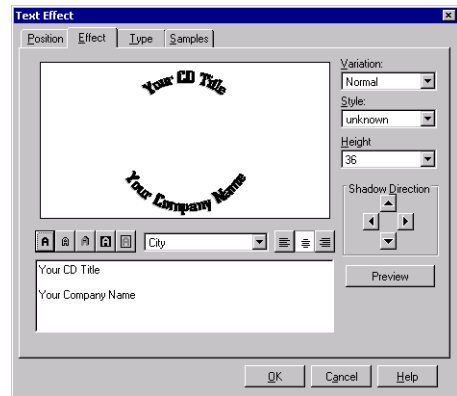 Text Effect
Position Effect Type Samples
Your CD Title
Your Company Name
Variation:
Normal
Style:
unknown
Height
36
Shadow Direction
A A A A A City
Your CD Title
Your Company Name
Preview
OK Cancel Help